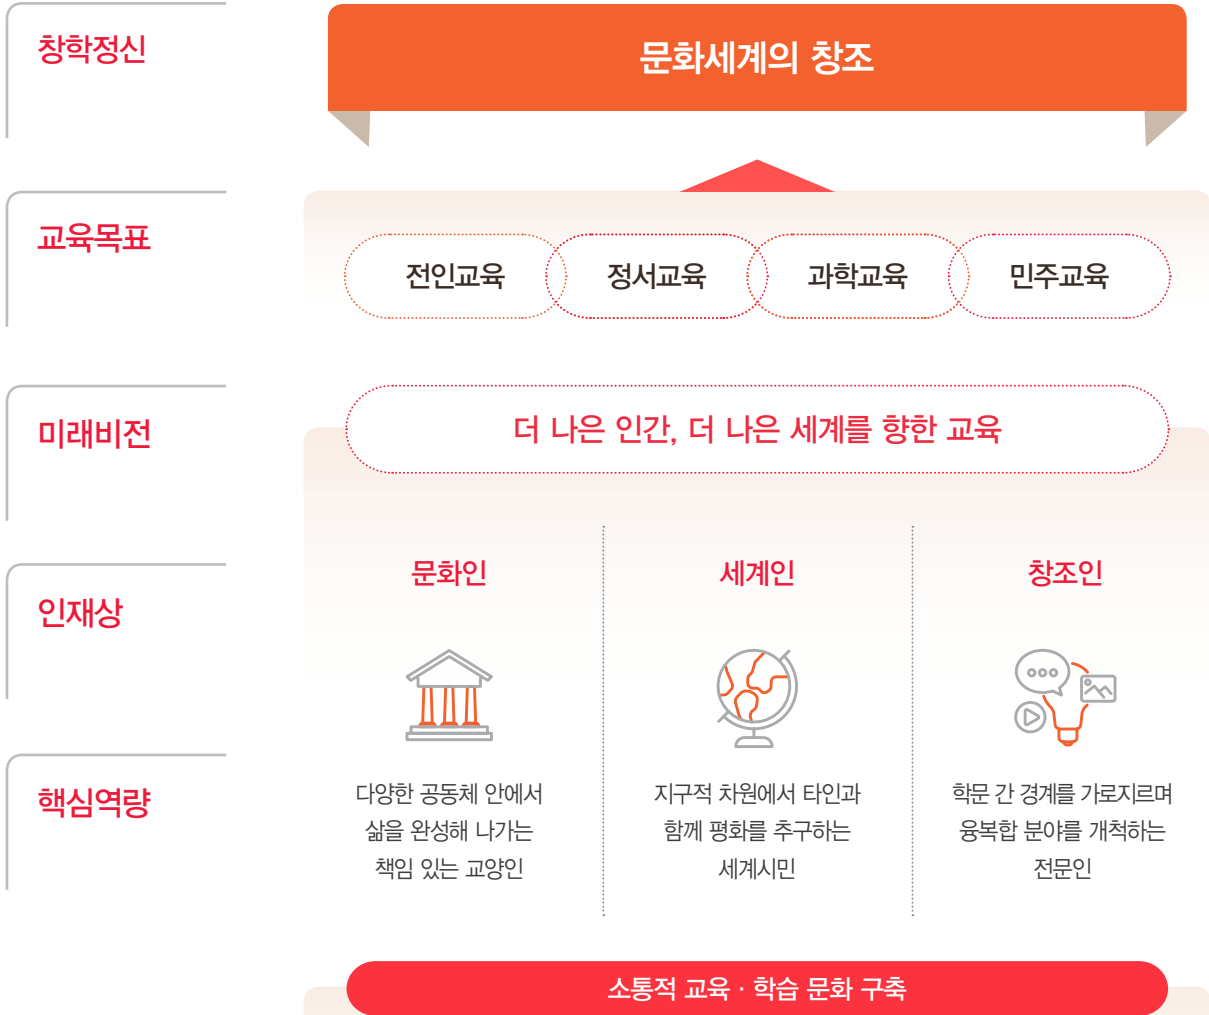 창학정신
문화세계의 창조
교육목표
전인교육
정서교육
과학교육
민주교육
미래비전
더 나은 인간, 더 나은 세계를 향한 교육
인재상
문화인
세계인
창조인
핵심역량
다양한 공동체 안에서
삶을 완성해 나가는
책임 있는 교양인
지구적 차원에서 타인과
함께 평화를 추구하는
세계시민
학문 간 경계를 가로지르며
융복합 분야를 개척하는
전문인
소통적 교육 · 학습 문화 구축